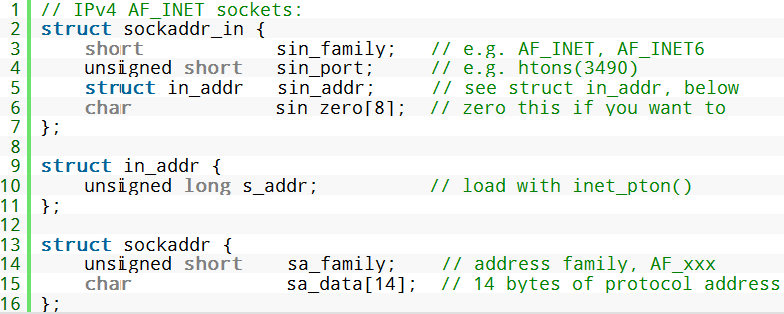 1 // IPv4 AF_INET sockets:
2 struct sockaddr_in {
3     short            sin_family;   // e.g. AF_INET, AF_INET6
4     unsigned short   sin_port;     // e.g. htons(3490)
5     struct in_addr   sin_addr;     // see struct in_addr, below
6     char             sin_zero[8];  // zero this if you want to
7 };
8
9 struct in_addr {
10     unsigned long s_addr;          // load with inet_pton()
11 };
12
13 struct sockaddr {
14     unsigned short    sa_family;    // address family, AF_xxx
15     char              sa_data[14];  // 14 bytes of protocol address
16 };